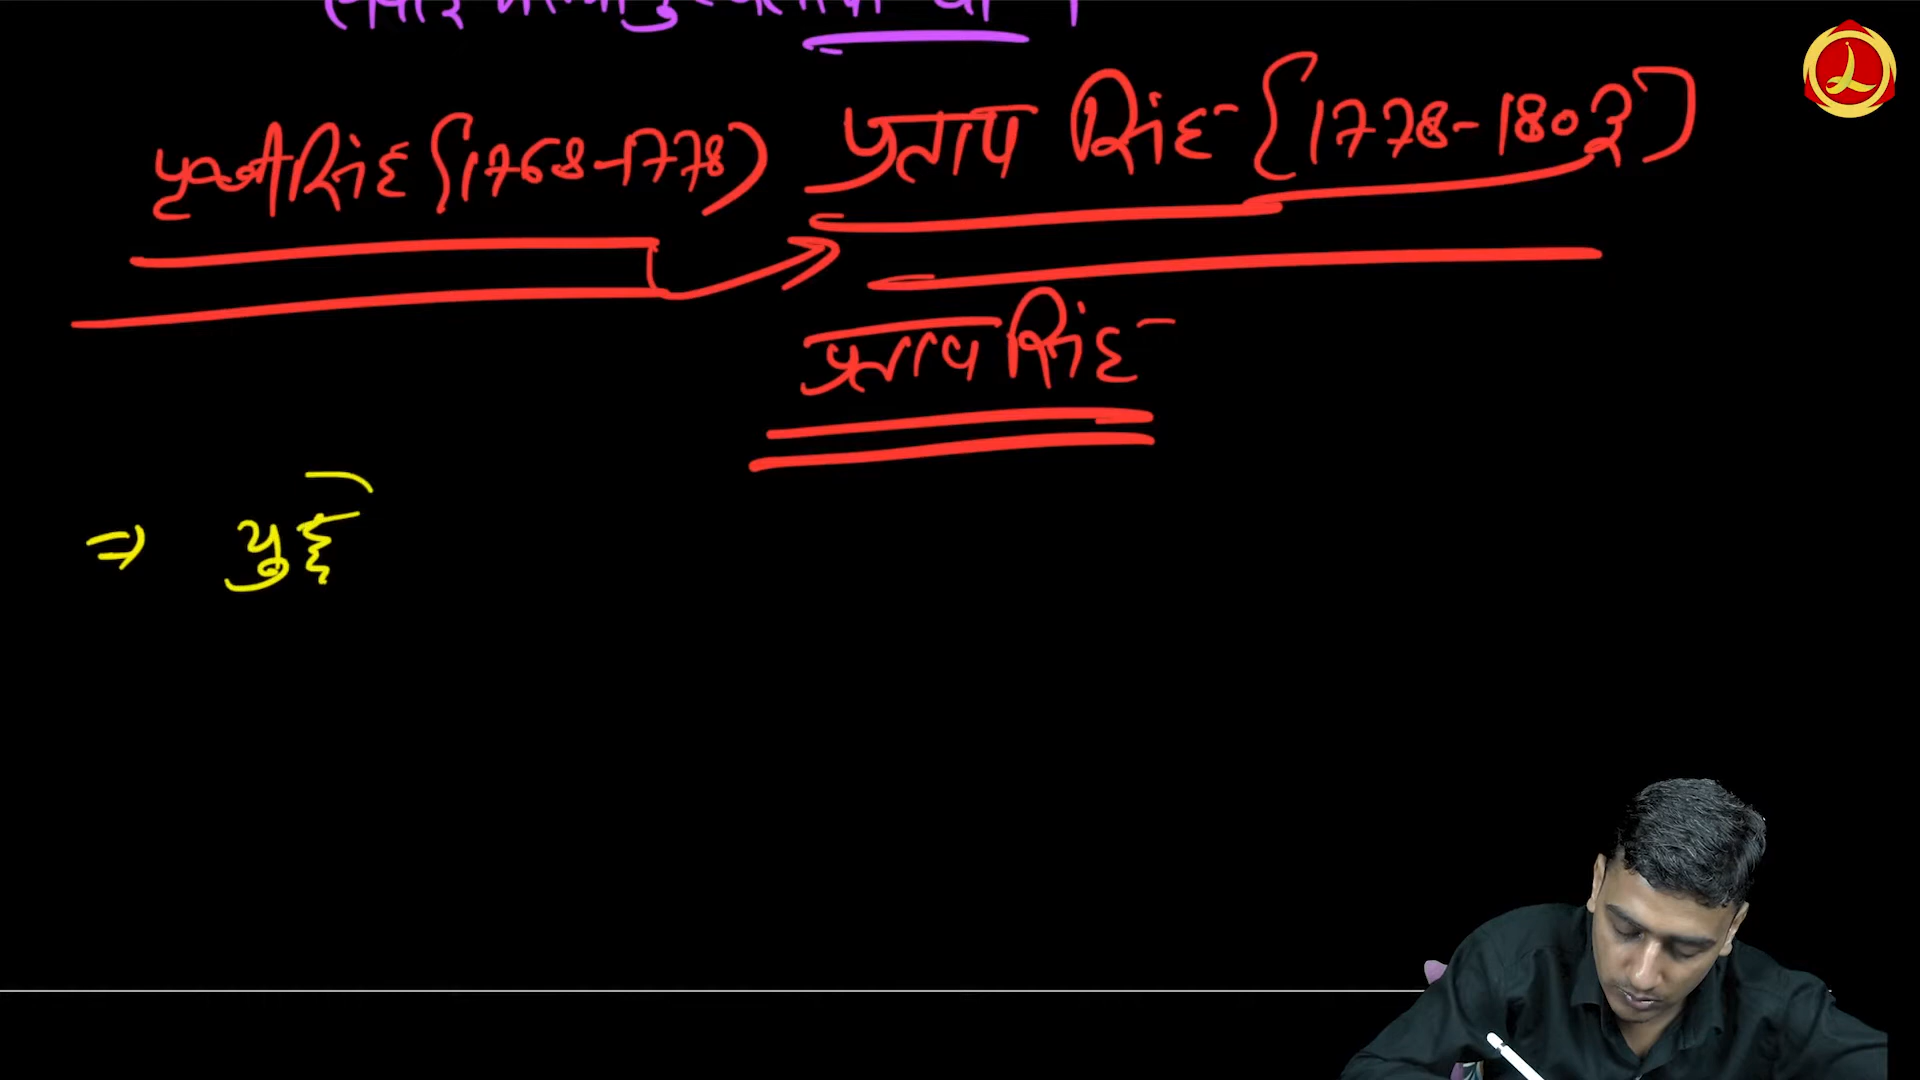 पृथ्वी सिंह {1768-1778) प्रताप सिंह {1778-1803)
प्रताप सिंह
⇒ युद्ध